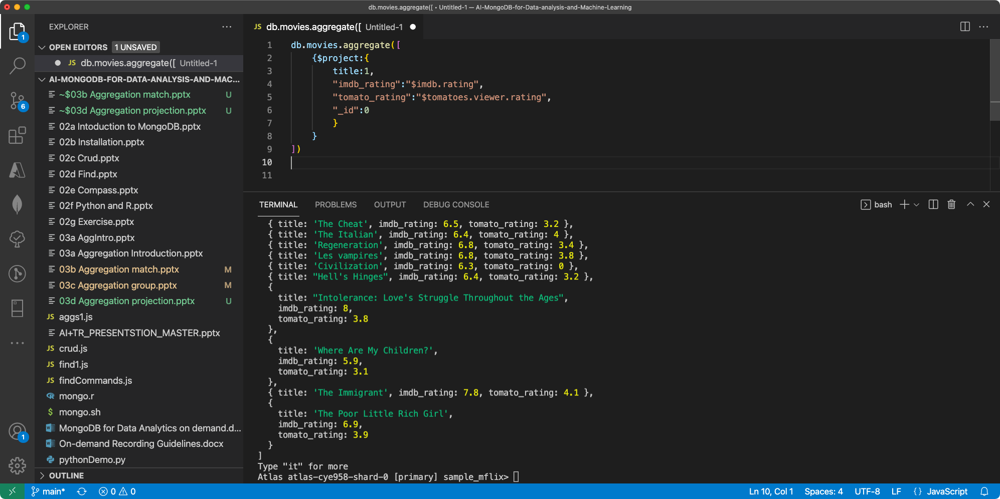 db.movies.aggregate([ • Untitled-1 — AI-MongoDB-for-Data-analysis-and-Machine-Learning
EXPLORER
OPEN EDITORS 1 UNSAVED
JS db.movies.aggregate([ Untitled-1
AI-MONGODB-FOR-DATA-ANALYSIS-AND-MAC...
~$03b Aggregation match.pptx U
~$03d Aggregation projection.pptx U
02a Intoduction to MongoDB.pptx
02b Installation.pptx
02c Crud.pptx
02d Find.pptx
02e Compass.pptx
02f Python and R.pptx
02g Exercise.pptx
03a AggIntro.pptx
03a Aggregation Introduction.pptx
03b Aggregation match.pptx M
03c Aggregation group.pptx M
03d Aggregation projection.pptx U
JS aggs1.js
AI+TR_PRESENTSTION_MASTER.pptx
JS crud.js
JS find1.js
JS findCommands.js
R mongo.r
$ mongo.sh
W MongoDB for Data Analytics on demand.d...
W On-demand Recording Guidelines.docx
pythonDemo.py
OUTLINE
1
6
1
JS db.movies.aggregate([ Untitled-1
1 db.movies.aggregate([
2 {$project:{
3 title:1,
4 "imdb_rating":"$imdb.rating",
5 "tomato_rating":"$tomatoes.viewer.rating",
6 "_id":0
7 }
8 }
9 ])
10
11
TERMINAL PROBLEMS OUTPUT DEBUG CONSOLE bash
{ title: 'The Cheat', imdb_rating: 6.5, tomato_rating: 3.2 },
{ title: 'The Italian', imdb_rating: 6.4, tomato_rating: 4 },
{ title: 'Regeneration', imdb_rating: 6.8, tomato_rating: 3.4 },
{ title: 'Les vampires', imdb_rating: 6.8, tomato_rating: 3.8 },
{ title: 'Civilization', imdb_rating: 6.3, tomato_rating: 0 },
{ title: "Hell's Hinges", imdb_rating: 6.4, tomato_rating: 3.2 },
{
title: "Intolerance: Love's Struggle Throughout the Ages",
imdb_rating: 8,
tomato_rating: 3.8
},
{
title: 'Where Are My Children?',
imdb_rating: 5.9,
tomato_rating: 3.1
},
{ title: 'The Immigrant', imdb_rating: 7.8, tomato_rating: 4.1 },
{
title: 'The Poor Little Rich Girl',
imdb_rating: 6.9,
tomato_rating: 3.9
}
]
Type "it" for more
Atlas atlas-cye958-shard-0 [primary] sample_mflix>
main* 0 0 Ln 10, Col 1 Spaces: 4 UTF-8 LF {} JavaScript